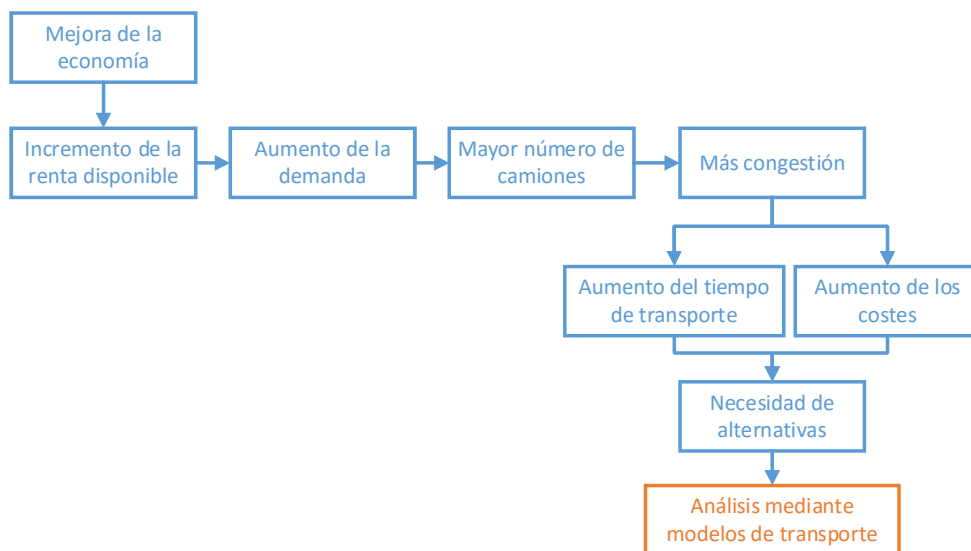 Mejora de la
economía
Incremento de la
renta disponible
Aumento de la
demanda
Mayor número de
camiones
Más congestión
Aumento del tiempo
de transporte
Aumento de los
costes
Necesidad de
alternativas
Análisis mediante
modelos de transporte